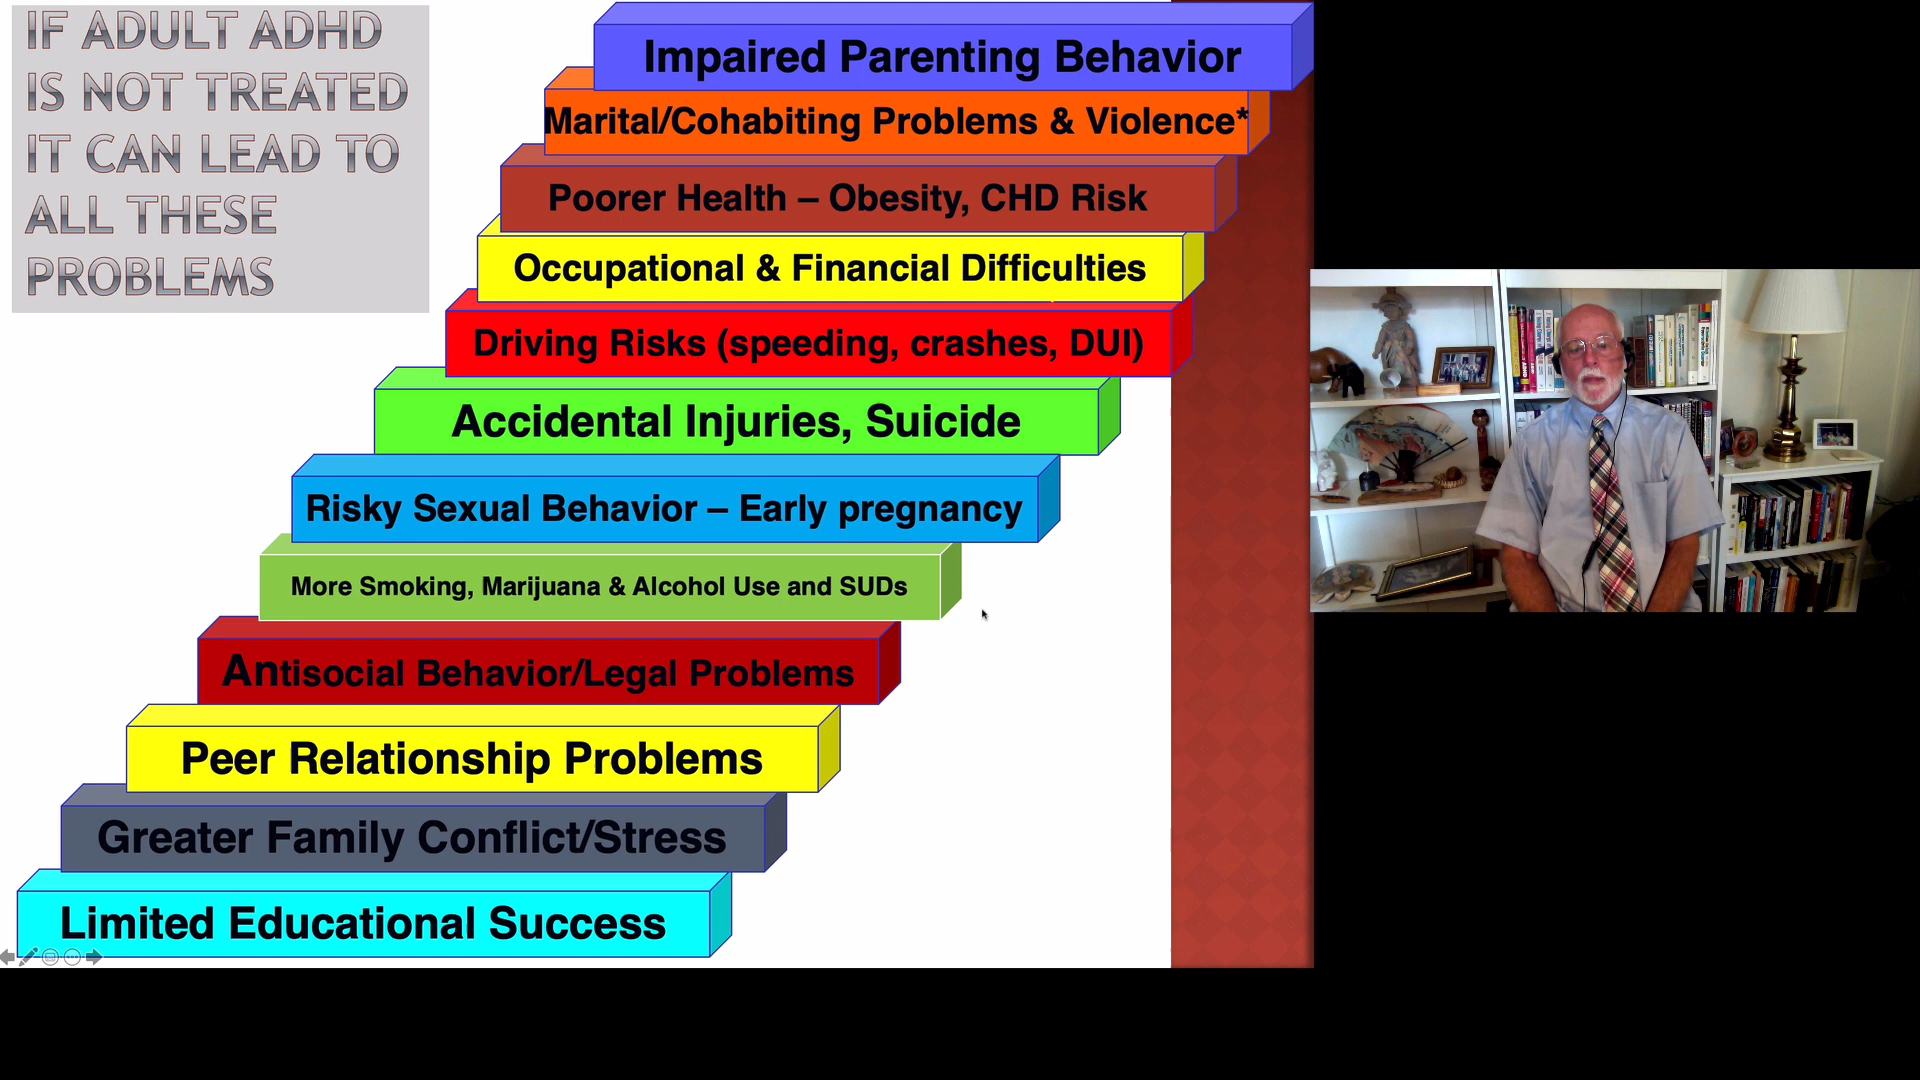 IF ADULT ADHD
IS NOT TREATED
IT CAN LEAD TO
ALL THESE
PROBLEMS
Impaired Parenting Behavior
Marital/Cohabiting Problems & Violence*
Poorer Health – Obesity, CHD Risk
Occupational & Financial Difficulties
Driving Risks (speeding, crashes, DUI)
Accidental Injuries, Suicide
Risky Sexual Behavior – Early pregnancy
More Smoking, Marijuana & Alcohol Use and SUDs
Antisocial Behavior/Legal Problems
Peer Relationship Problems
Greater Family Conflict/Stress
Limited Educational Success